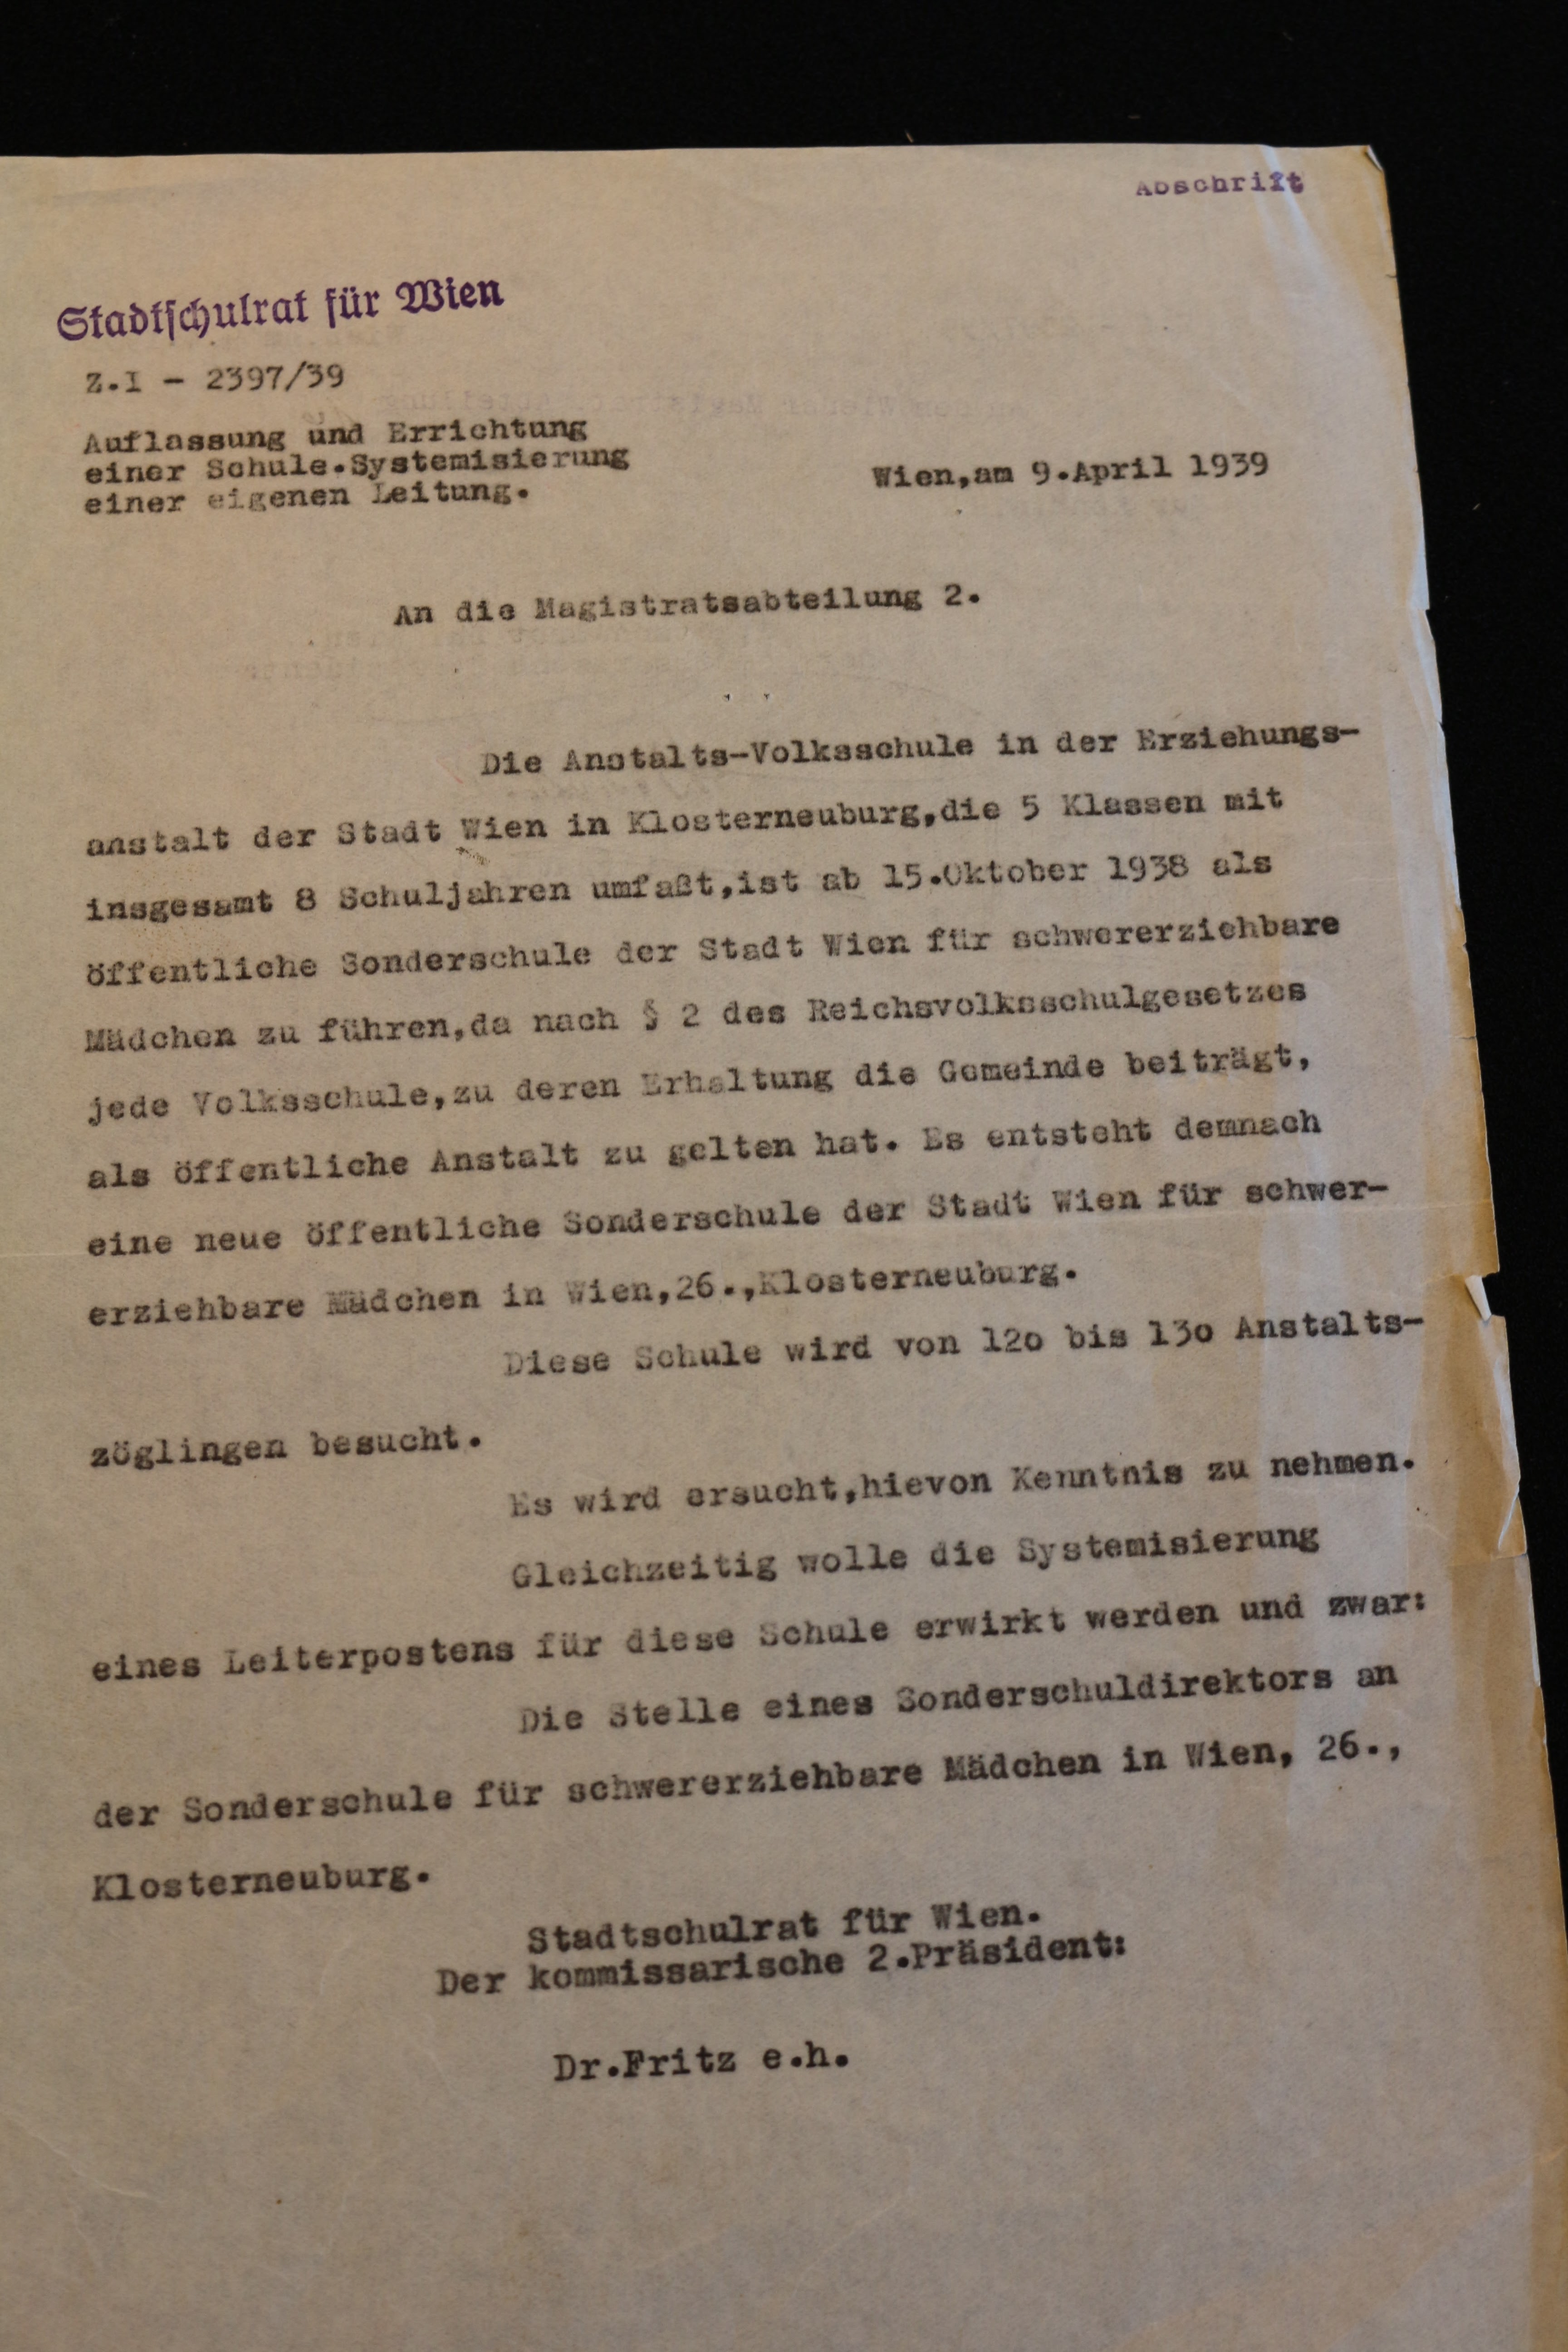 Abschrift
Stadtschulrat für Wien
Z.I - 2397/39
Auflassung und Errichtung
einer Schule.Systemisierung
einer eigenen Leitung.
Wien,am 9.April 1939
An die Magistratsabteilung 2.
Die Anstalts-Volksschule in der Erziehungs-
anstalt der Stadt Wien in Klosterneuburg,die 5 Klassen mit
insgesamt 8 Schuljahren umfaßt,ist ab 15.Oktober 1938 als
öffentliche Sonderschule der Stadt Wien für schwererziehbare
Mädchen zu führen,da nach § 2 des Reichsvolksschulgesetzes
jede Volksschule,zu deren Erhaltung die Gemeinde beiträgt,
als öffentliche Anstalt zu gelten hat. Es entsteht demnach
eine neue öffentliche Sonderschule der Stadt Wien für schwer-
erziehbare Mädchen in Wien,26.,Klosterneuburg.
Diese Schule wird von 12o bis 13o Anstalts-
zöglingen besucht.
Es wird ersucht,hievon Kenntnis zu nehmen.
Gleichzeitig wolle die Systemisierung
eines Leiterpostens für diese Schule erwirkt werden und zwar:
Die Stelle eines Sonderschuldirektors an
der Sonderschule für schwererziehbare Mädchen in Wien, 26.,
Klosterneuburg.
Stadtschulrat für Wien.
Der kommissarische 2.Präsident:
Dr.Fritz e.h.